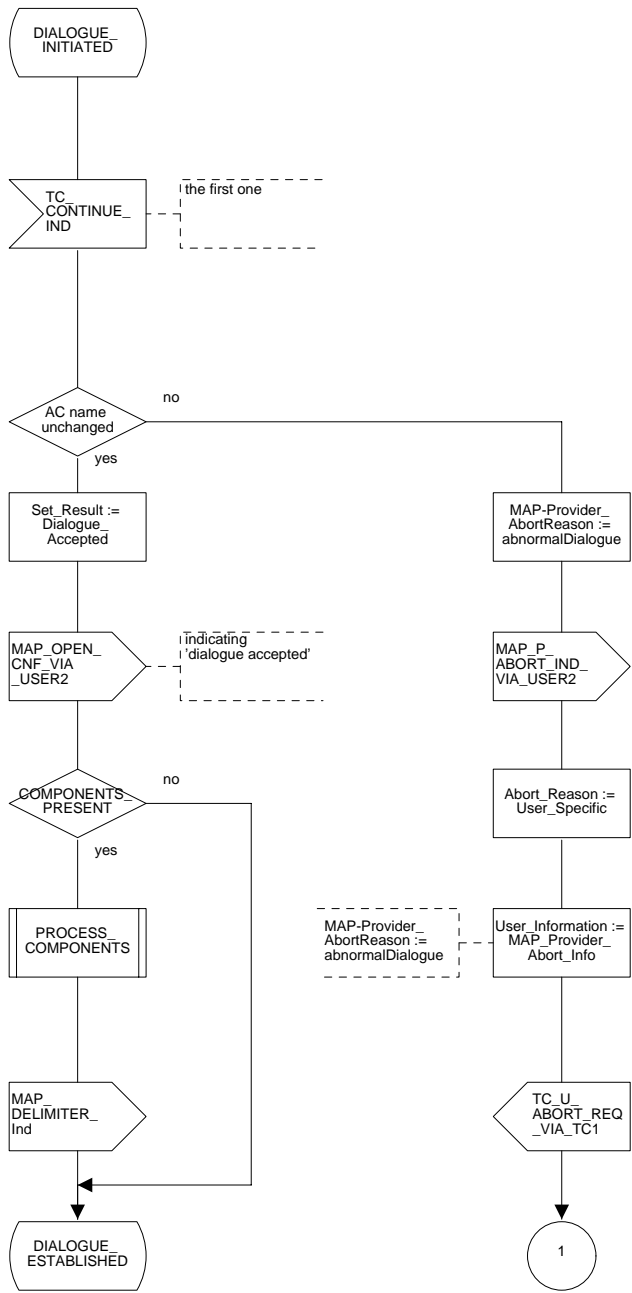 DIALOGUE_
INITIATED
TC_
CONTINUE_
IND
the first one
AC name
unchanged
no
yes
Set_Result :=
Dialogue_
Accepted
MAP-Provider_
AbortReason :=
abnormalDialogue
MAP_OPEN_
CNF_VIA
_USER2
indicating
'dialogue accepted'
MAP_P_
ABORT_IND_
VIA_USER2
COMPONENTS_
PRESENT
no
yes
Abort_Reason :=
User_Specific
PROCESS_
COMPONENTS
MAP-Provider_
AbortReason :=
abnormalDialogue
User_Information :=
MAP_Provider_
Abort_Info
MAP_
DELIMITER_
Ind
TC_U_
ABORT_REQ
_VIA_TC1
DIALOGUE_
ESTABLISHED
1